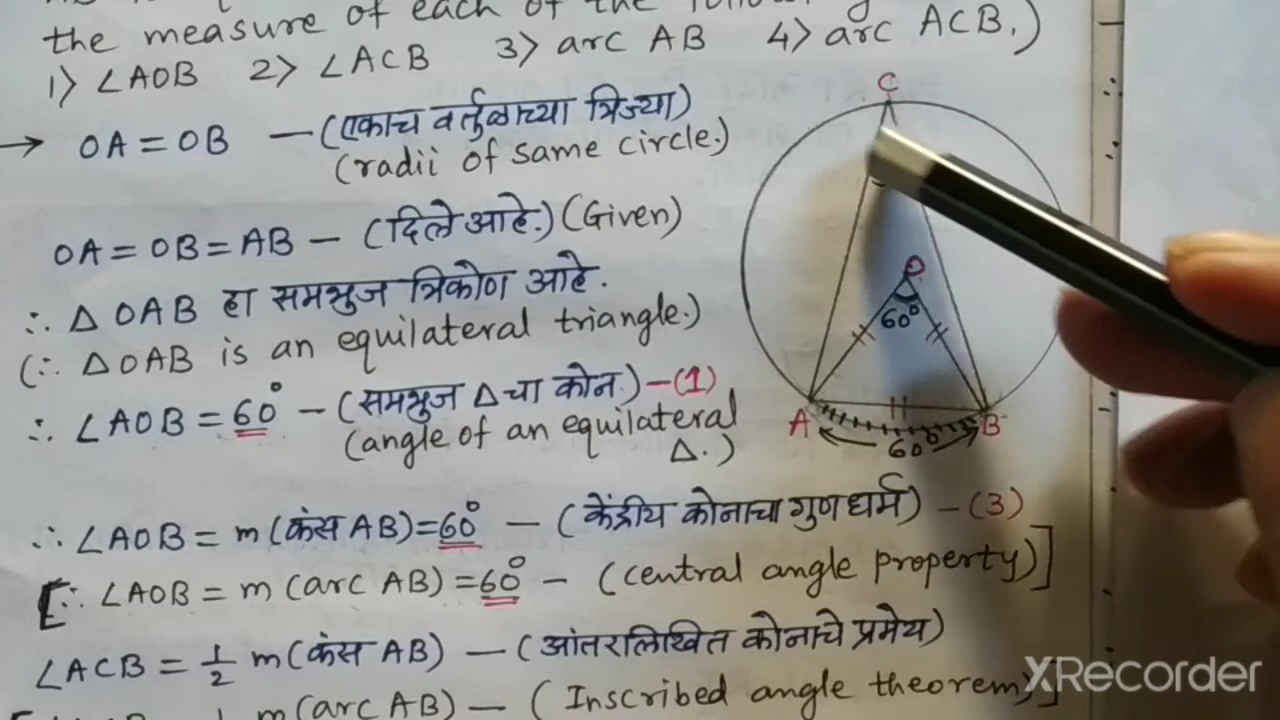 the measure of each of the
1> ∠AOB 2> ∠ACB 3> arc AB 4> arc ACB.)
→ OA = OB — (एकाच वर्तुळाच्या त्रिज्या)
(radii of same circle.)
OA = OB = AB — (दिले आहे.) (Given)
∴ △ OAB हा समभुज त्रिकोण आहे.
(∴ △OAB is an equilateral triangle.)
∴ ∠AOB = 60° — (समभुज △चा कोन.) —(1)
(angle of an equilateral
△.)
∴ ∠AOB = m (कंस AB) = 60° — (केंद्रीय कोनाचा गुणधर्म) — (3)
[∴ ∠AOB = m (arc AB) = 60° — (central angle property)]
∠ACB = 1/2 m (कंस AB) — (आंतरलिखित कोनाचे प्रमेय)
m (arc AB) — (Inscribed angle theorem)]
C
O
60°
A
B
60°
XRecorder